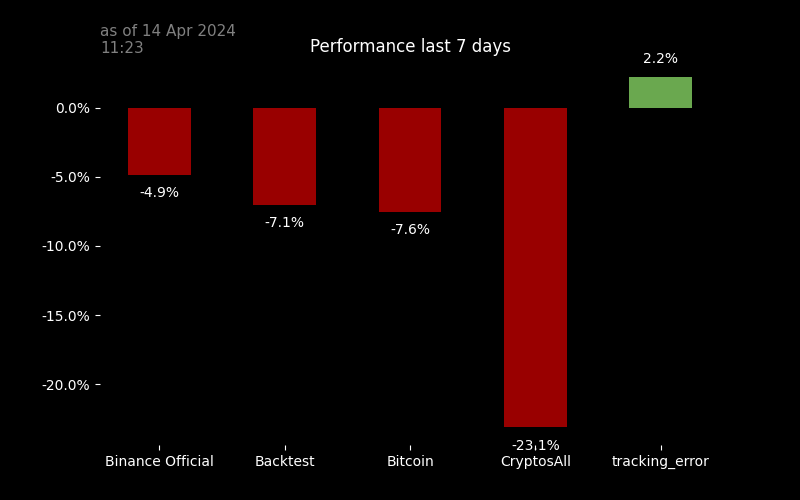 as of 14 Apr 2024
11:23
Performance last 7 days
2.2%
0.0%
-4.9%
-5.0%
-7.1%
-7.6%
-10.0%
-15.0%
-20.0%
-23.1%
Binance Official
Backtest
Bitcoin
CryptosAll
tracking_error